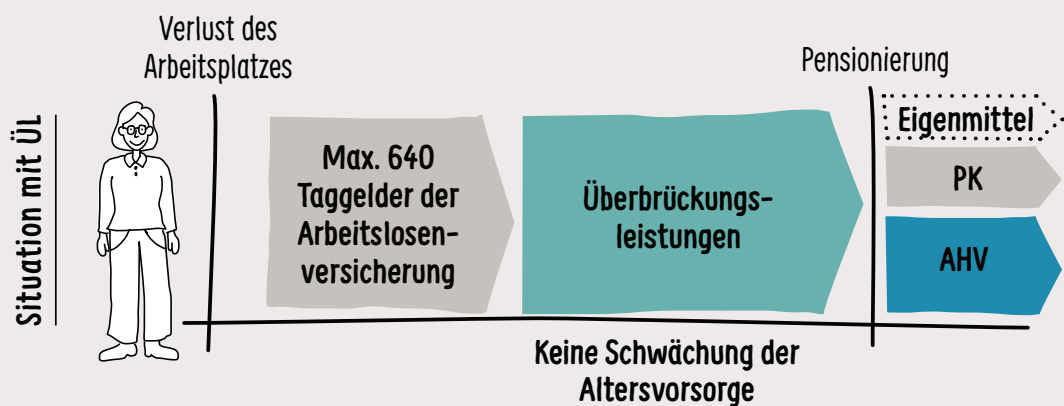 Situation mit ÜL
Verlust des
Arbeitsplatzes
Max. 640
Taggelder der
Arbeitslosen-
versicherung
Überbrückungs-
leistungen
Pensionierung
Eigenmittel
PK
AHV
Keine Schwächung der
Altersvorsorge